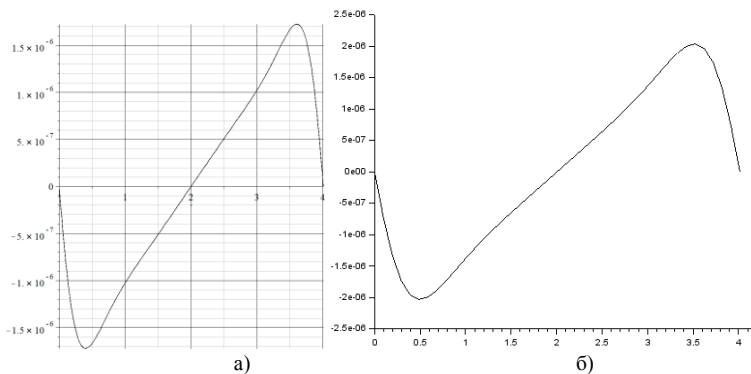 2.5e-06
1.5 × 10⁻⁶
2e-06
1.5e-06
1. × 10⁻⁶
1e-06
5. × 10⁻⁷
5e-07
0
1
2
3
4
0e00
−5. × 10⁻⁷
-5e-07
−1. × 10⁻⁶
-1e-06
−1.5 × 10⁻⁶
-1.5e-06
-2e-06
-2.5e-06
0 0.5 1 1.5 2 2.5 3 3.5 4
а) б)